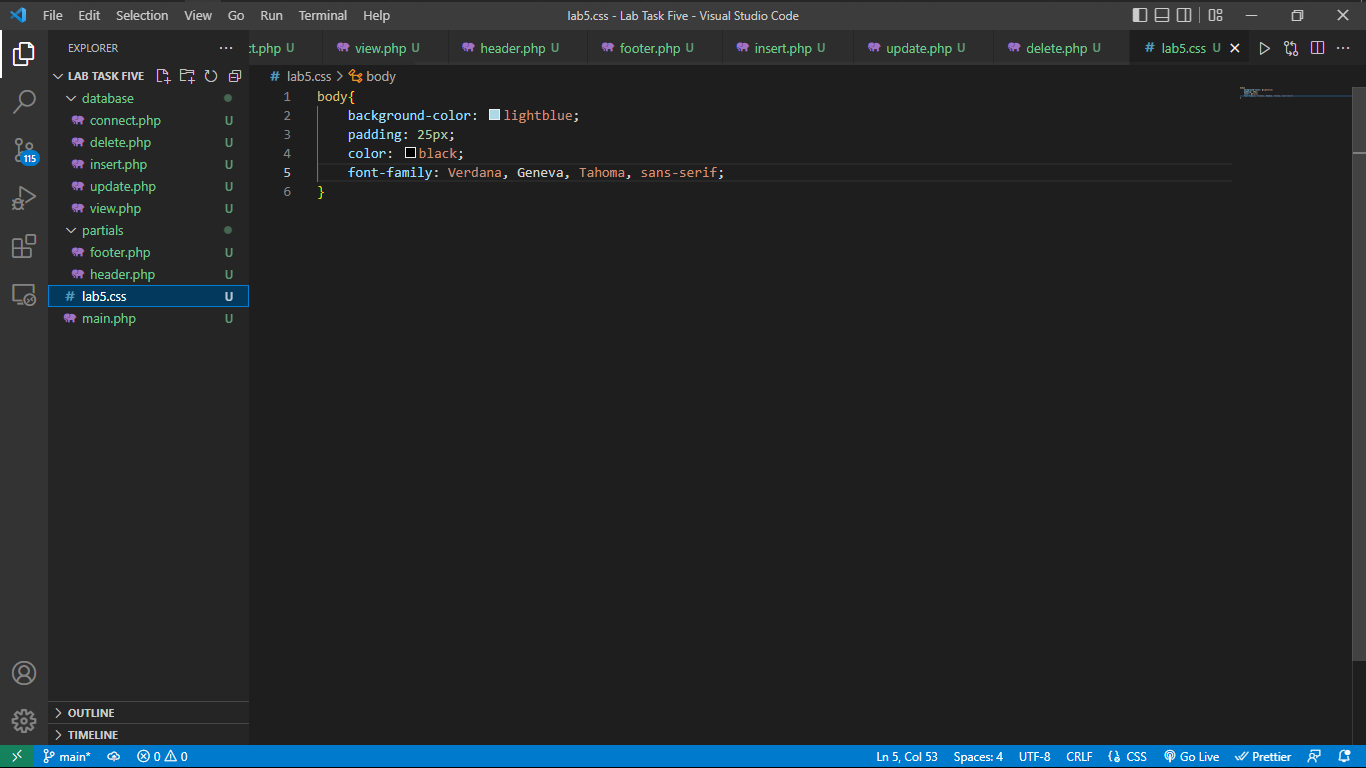 File Edit Selection View Go Run Terminal Help lab5.css - Lab Task Five - Visual Studio Code
EXPLORER ···
ct.php U view.php U header.php U footer.php U insert.php U update.php U delete.php U # lab5.css U
LAB TASK FIVE
# lab5.css > body
database
connect.php U
delete.php U
insert.php U
update.php U
view.php U
partials
footer.php U
header.php U
# lab5.css U
main.php U
1 body{
2 background-color: lightblue;
3 padding: 25px;
4 color: black;
5 font-family: Verdana, Geneva, Tahoma, sans-serif;
6 }
115
OUTLINE
TIMELINE
main* 0 0 Ln 5, Col 53 Spaces: 4 UTF-8 CRLF {} CSS Go Live Prettier